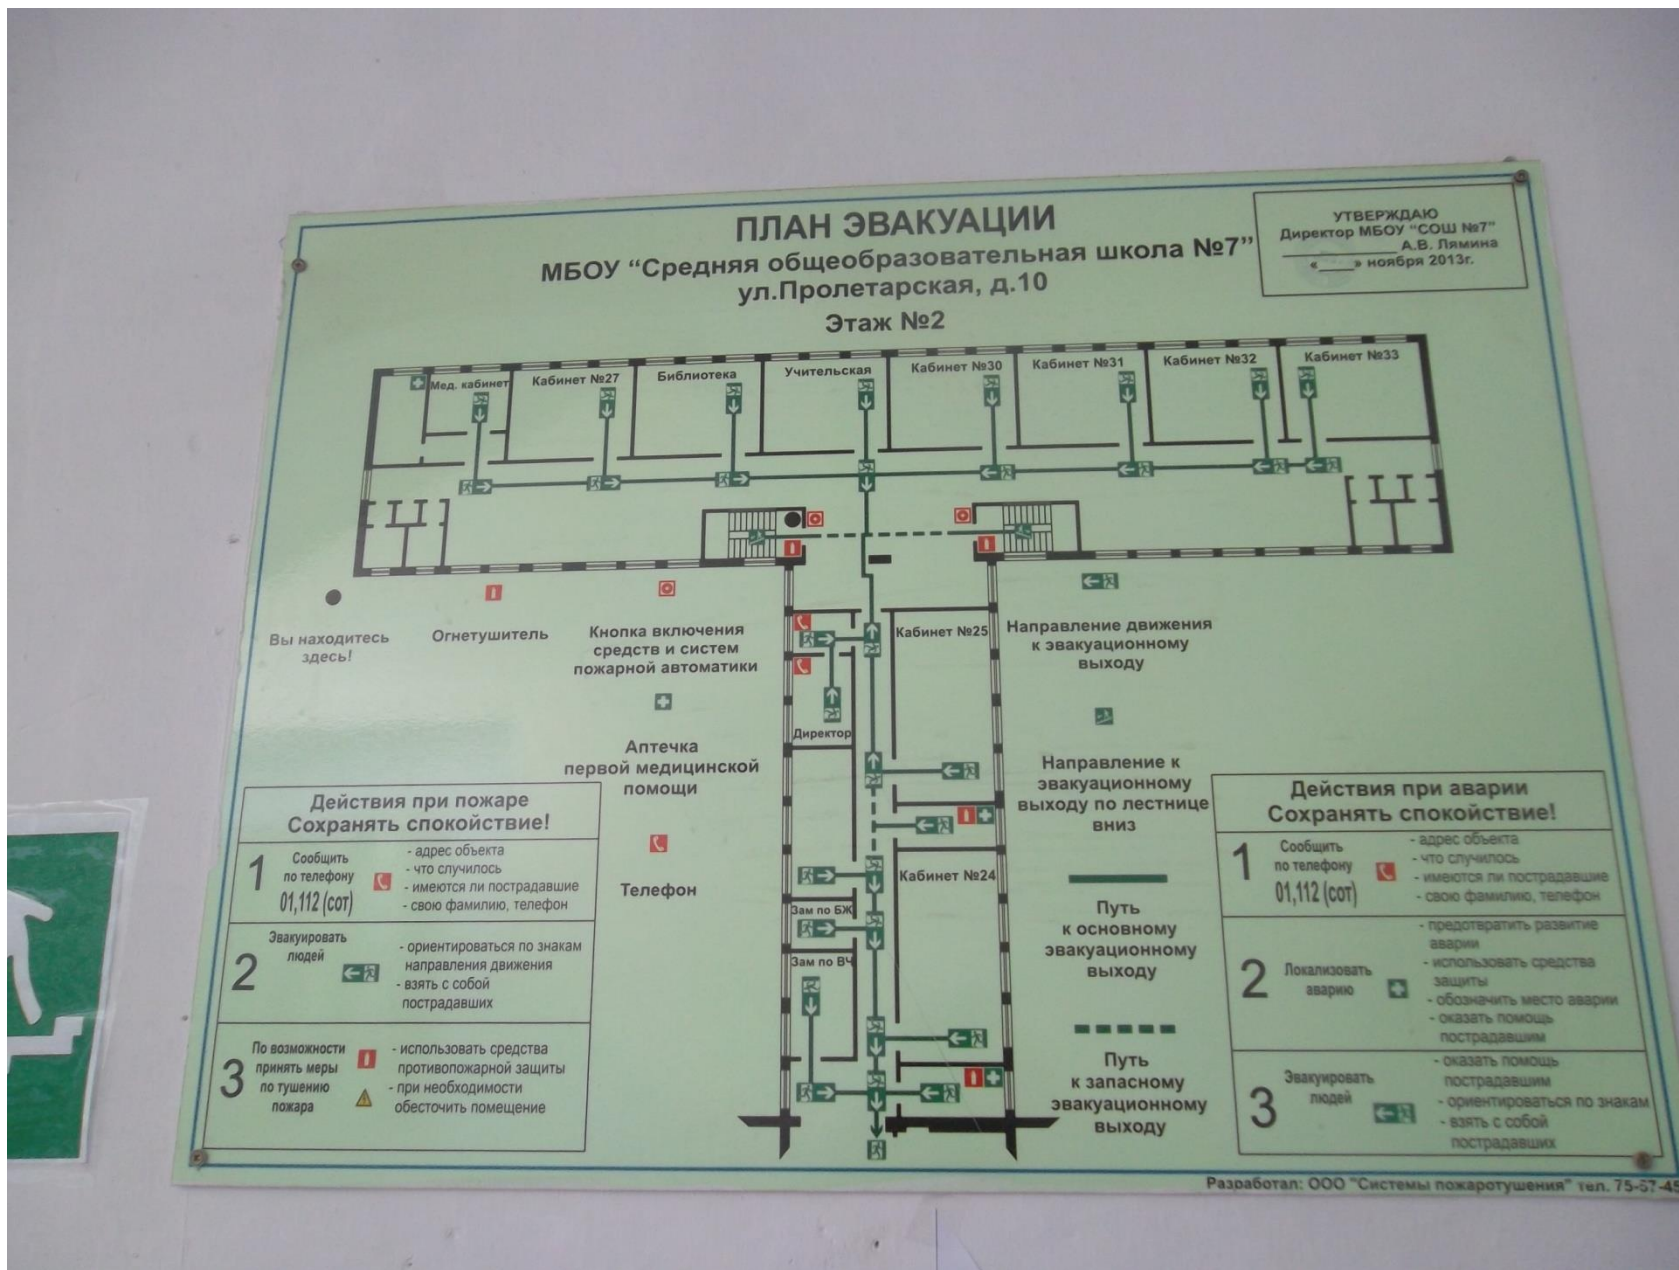 ПЛАН ЭВАКУАЦИИ
МБОУ “Средняя общеобразовательная школа №7”
ул.Пролетарская, д.10
Этаж №2
УТВЕРЖДАЮ
Директор МБОУ “СОШ №7”
А.В. Лямина
«____» ноября 2013г.
Мед. кабинет
Кабинет №27
Библиотека
Учительская
Кабинет №30
Кабинет №31
Кабинет №32
Кабинет №33
Кабинет №25
Директор
Кабинет №24
Зам по БЖ
Зам по ВЧ
Вы находитесь
здесь!
Огнетушитель
Кнопка включения
средств и систем
пожарной автоматики
Аптечка
первой медицинской
помощи
Телефон
Направление движения
к эвакуационному
выходу
Направление к
эвакуационному
выходу по лестнице
вниз
Путь
к основному
эвакуационному
выходу
Путь
к запасному
эвакуационному
выходу
Действия при пожаре
Сохранять спокойствие!
1
Сообщить
по телефону
01,112 (сот)
- адрес объекта
- что случилось
- имеются ли пострадавшие
- свою фамилию, телефон
2
Эвакуировать
людей
- ориентироваться по знакам
направления движения
- взять с собой
пострадавших
3
По возможности
принять меры
по тушению
пожара
- использовать средства
противопожарной защиты
- при необходимости
обесточить помещение
Действия при аварии
Сохранять спокойствие!
1
Сообщить
по телефону
01,112 (сот)
- адрес объекта
- что случилось
- имеются ли пострадавшие
- свою фамилию, телефон
2
Локализовать
аварию
- предотвратить развитие
аварии
- использовать средства
защиты
- обозначить место аварии
- оказать помощь
пострадавшим
3
Эвакуировать
людей
- оказать помощь
пострадавшим
- ориентироваться по знакам
- взять с собой
пострадавших
Разработал: ООО "Системы пожаротушения" тел. 75-67-45